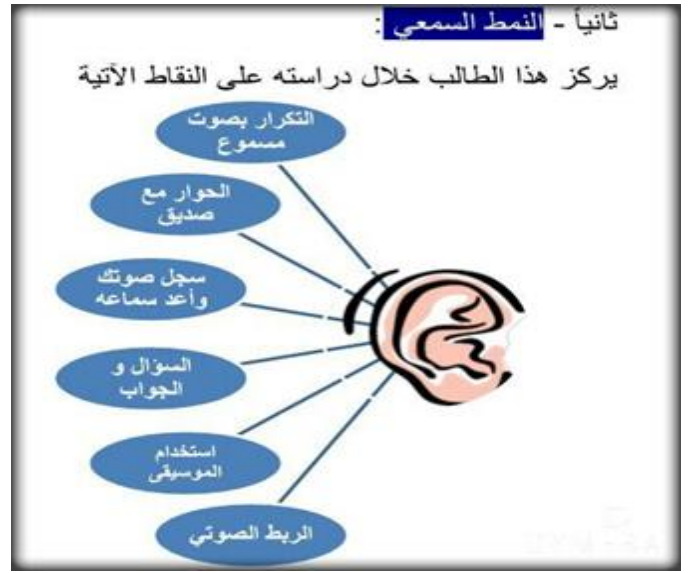 ثانياً - النمط السمعي :
يركز هذا الطالب خلال دراسته على النقاط الآتية
التكرار بصوت
مسموع
الحوار مع
صديق
سجل صوتك
وأعد سماعه
السؤال و
الجواب
استخدام
الموسيقى
الربط الصوتي